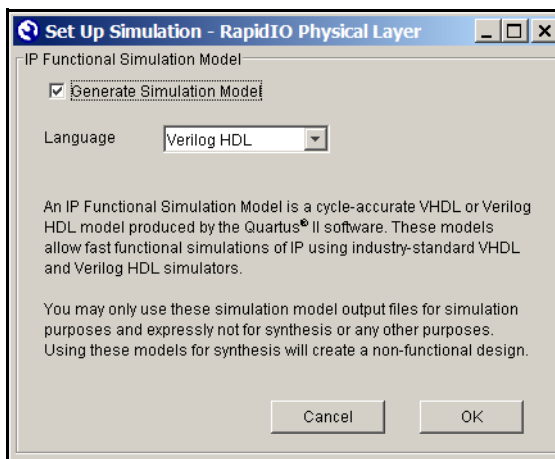 Set Up Simulation - RapidIO Physical Layer
IP Functional Simulation Model
Generate Simulation Model
Language
Verilog HDL
An IP Functional Simulation Model is a cycle-accurate VHDL or Verilog
HDL model produced by the Quartus® II software. These models
allow fast functional simulations of IP using industry-standard VHDL
and Verilog HDL simulators.
You may only use these simulation model output files for simulation
purposes and expressly not for synthesis or any other purposes.
Using these models for synthesis will create a non-functional design.
Cancel
OK